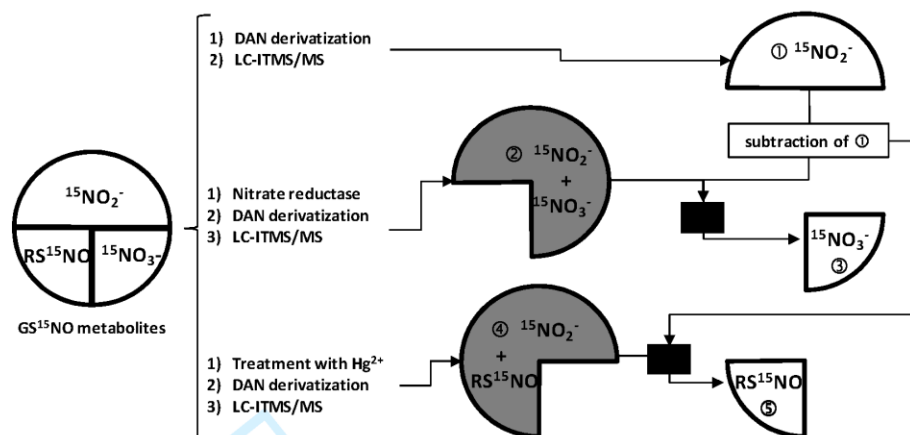 1) DAN derivatization
2) LC-ITMS/MS
① ¹⁵NO₂⁻
subtraction of ①
② ¹⁵NO₂⁻
+
¹⁵NO₃⁻
1) Nitrate reductase
2) DAN derivatization
3) LC-ITMS/MS
¹⁵NO₃⁻
③
¹⁵NO₂⁻
RS¹⁵NO
¹⁵NO₃-
GS¹⁵NO metabolites
④ ¹⁵NO₂⁻
+
RS¹⁵NO
1) Treatment with Hg²⁺
2) DAN derivatization
3) LC-ITMS/MS
RS¹⁵NO
⑤